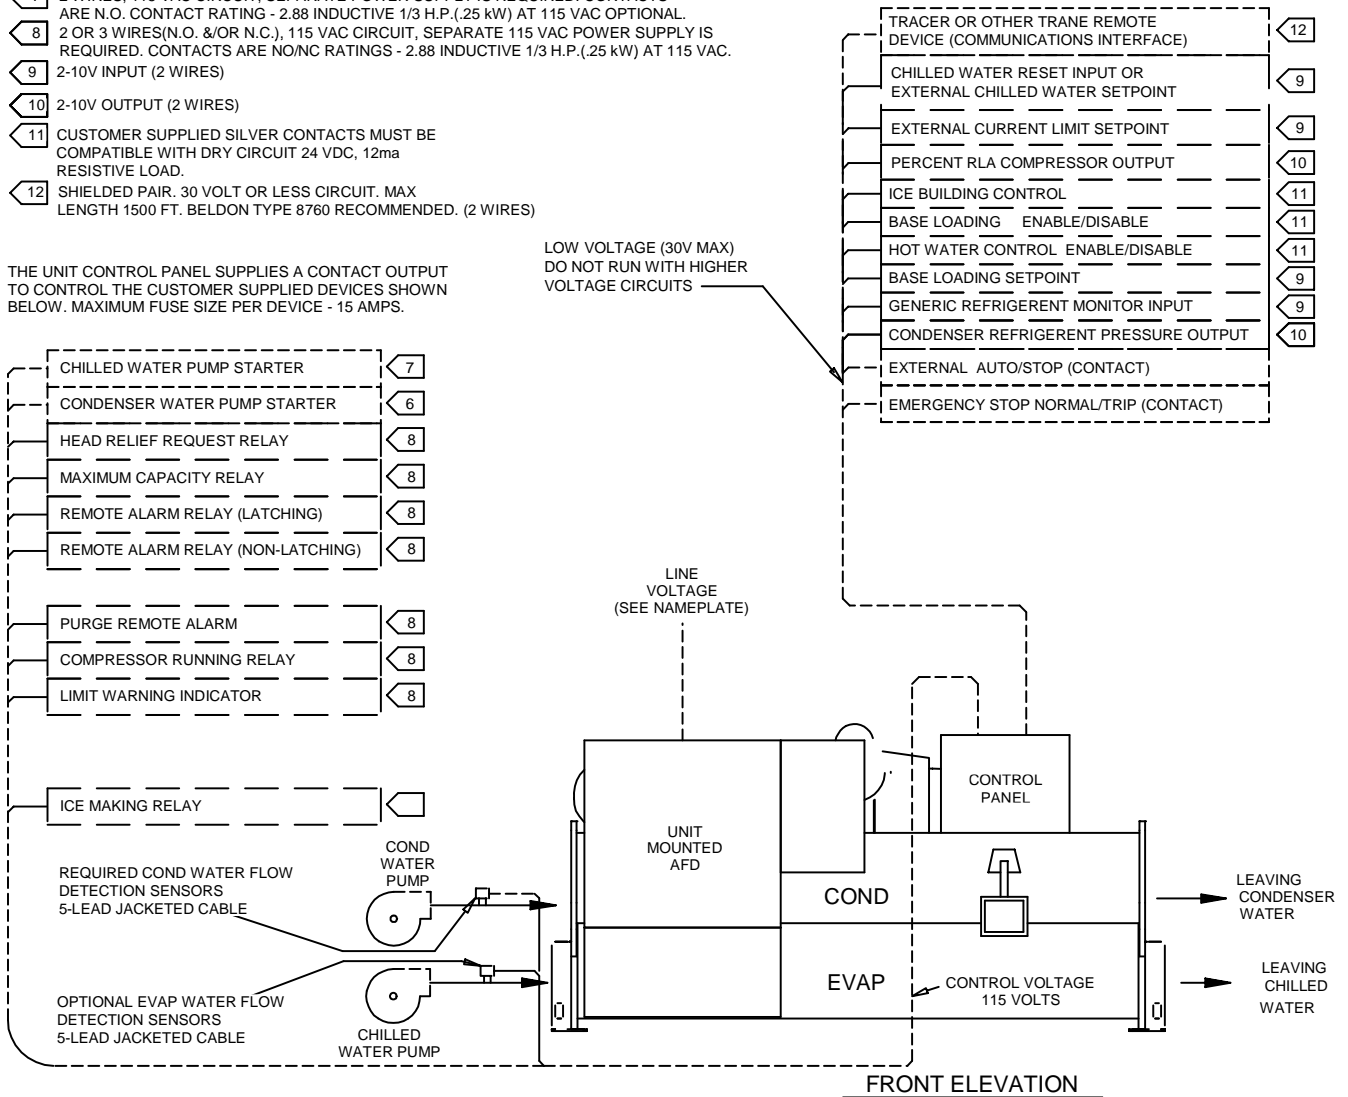 ARE N.O. CONTACT RATING - 2.88 INDUCTIVE 1/3 H.P.(.25 kW) AT 115 VAC OPTIONAL.
8 2 OR 3 WIRES(N.O. &/OR N.C.), 115 VAC CIRCUIT, SEPARATE 115 VAC POWER SUPPLY IS
REQUIRED. CONTACTS ARE NO/NC RATINGS - 2.88 INDUCTIVE 1/3 H.P.(.25 kW) AT 115 VAC.
9 2-10V INPUT (2 WIRES)
10 2-10V OUTPUT (2 WIRES)
11 CUSTOMER SUPPLIED SILVER CONTACTS MUST BE
COMPATIBLE WITH DRY CIRCUIT 24 VDC, 12ma
RESISTIVE LOAD.
12 SHIELDED PAIR. 30 VOLT OR LESS CIRCUIT. MAX
LENGTH 1500 FT. BELDON TYPE 8760 RECOMMENDED. (2 WIRES)
THE UNIT CONTROL PANEL SUPPLIES A CONTACT OUTPUT
TO CONTROL THE CUSTOMER SUPPLIED DEVICES SHOWN
BELOW. MAXIMUM FUSE SIZE PER DEVICE - 15 AMPS.
TRACER OR OTHER TRANE REMOTE
DEVICE (COMMUNICATIONS INTERFACE) 12
CHILLED WATER RESET INPUT OR
EXTERNAL CHILLED WATER SETPOINT 9
EXTERNAL CURRENT LIMIT SETPOINT 9
PERCENT RLA COMPRESSOR OUTPUT 10
ICE BUILDING CONTROL 11
BASE LOADING ENABLE/DISABLE 11
HOT WATER CONTROL ENABLE/DISABLE 11
BASE LOADING SETPOINT 9
GENERIC REFRIGERENT MONITOR INPUT 9
CONDENSER REFRIGERENT PRESSURE OUTPUT 10
EXTERNAL AUTO/STOP (CONTACT)
EMERGENCY STOP NORMAL/TRIP (CONTACT)
LOW VOLTAGE (30V MAX)
DO NOT RUN WITH HIGHER
VOLTAGE CIRCUITS
CHILLED WATER PUMP STARTER 7
CONDENSER WATER PUMP STARTER 6
HEAD RELIEF REQUEST RELAY 8
MAXIMUM CAPACITY RELAY 8
REMOTE ALARM RELAY (LATCHING) 8
REMOTE ALARM RELAY (NON-LATCHING) 8
PURGE REMOTE ALARM 8
COMPRESSOR RUNNING RELAY 8
LIMIT WARNING INDICATOR 8
ICE MAKING RELAY
LINE
VOLTAGE
(SEE NAMEPLATE)
CONTROL
PANEL
UNIT
MOUNTED
AFD
COND
EVAP
COND
WATER
PUMP
REQUIRED COND WATER FLOW
DETECTION SENSORS
5-LEAD JACKETED CABLE
OPTIONAL EVAP WATER FLOW
DETECTION SENSORS
5-LEAD JACKETED CABLE
CHILLED
WATER PUMP
CONTROL VOLTAGE
115 VOLTS
LEAVING
CONDENSER
WATER
LEAVING
CHILLED
WATER
FRONT ELEVATION